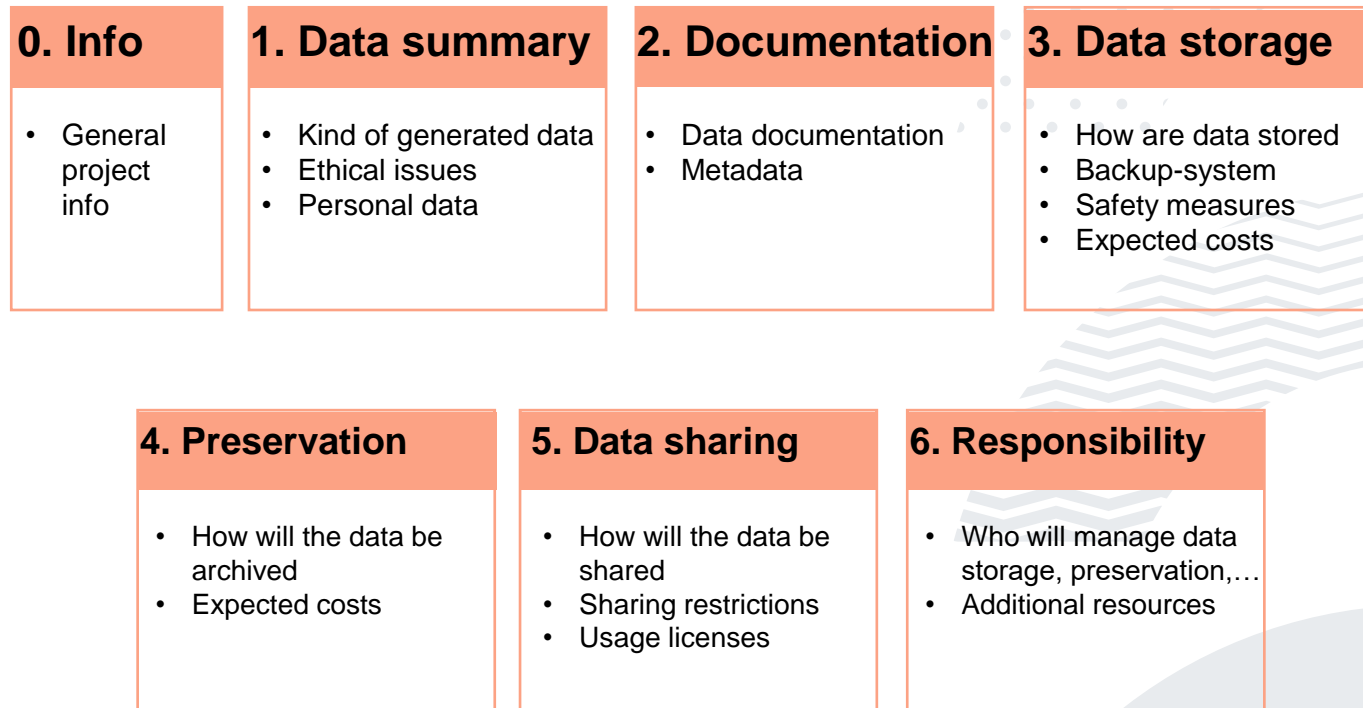 0. Info
• General
project
info
1. Data summary
• Kind of generated data
• Ethical issues
• Personal data
2. Documentation
• Data documentation
• Metadata
3. Data storage
• How are data stored
• Backup-system
• Safety measures
• Expected costs
4. Preservation
• How will the data be
archived
• Expected costs
5. Data sharing
• How will the data be
shared
• Sharing restrictions
• Usage licenses
6. Responsibility
• Who will manage data
storage, preservation,…
• Additional resources